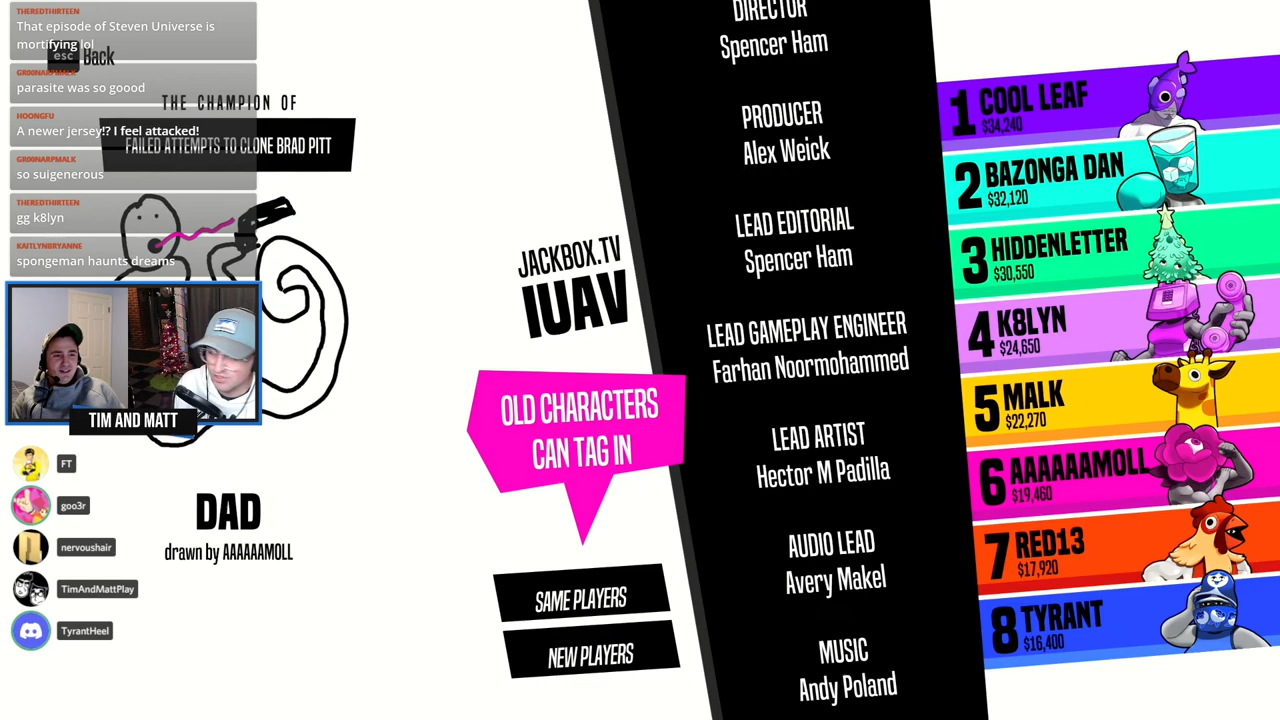 THEREDTHIRTEEN
That episode of Steven Universe is
mortifying lol
esc Back
GR00NARPMALK
parasite was so goood
THE CHAMPION OF
HOONGFU
A newer jersey!? I feel attacked!
FAILED ATTEMPTS TO CLONE BRAD PITT
GR00NARPMALK
so suigenerous
THEREDTHIRTEEN
gg k8lyn
KAITLYNBRYANNE
spongeman haunts dreams
TIM AND MATT
FT
goo3r
nervoushair
TimAndMattPlay
TyrantHeel
DAD
drawn by AAAAAAMOLL
JACKBOX.TV
IUAV
OLD CHARACTERS
CAN TAG IN
SAME PLAYERS
NEW PLAYERS
DIRECTOR
Spencer Ham
PRODUCER
Alex Weick
LEAD EDITORIAL
Spencer Ham
LEAD GAMEPLAY ENGINEER
Farhan Noormohammed
LEAD ARTIST
Hector M Padilla
AUDIO LEAD
Avery Makel
MUSIC
Andy Poland
1 COOL LEAF
$34,240
2 BAZONGA DAN
$32,120
3 HIDDENLETTER
$30,550
4 K8LYN
$24,650
5 MALK
$22,270
6 AAAAAAMOLL
$19,460
7 RED13
$17,920
8 TYRANT
$16,400